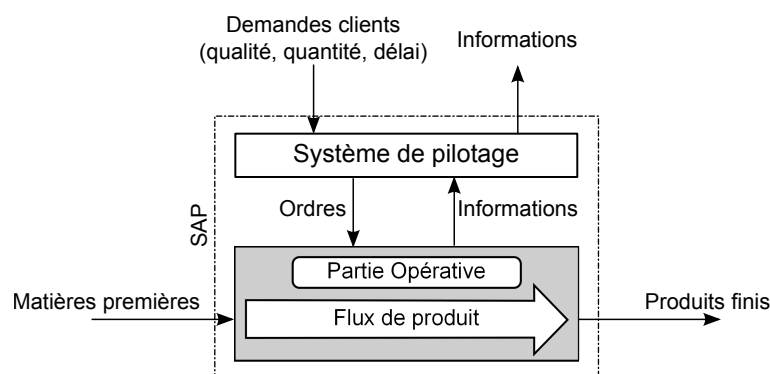 Demandes clients
(qualité, quantité, délai)
Informations
Système de pilotage
Ordres
Informations
SAP
Partie Opérative
Matières premières
Flux de produit
Produits finis